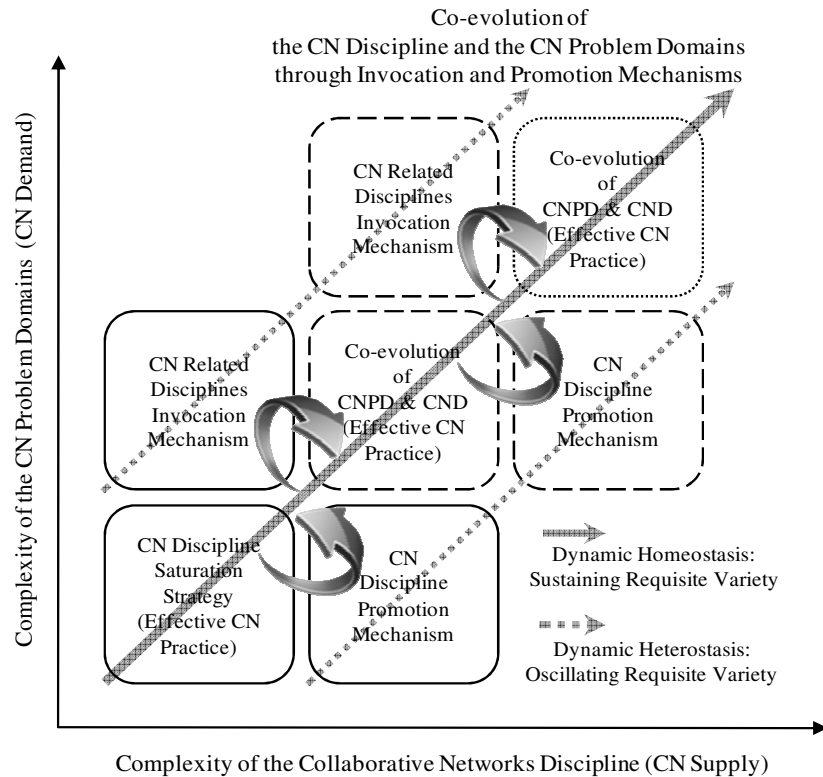 Co-evolution of
the CN Discipline and the CN Problem Domains
through Invocation and Promotion Mechanisms
Complexity of the CN Problem Domains (CN Demand)
CN Related
Disciplines
Invocation
Mechanism
Co-evolution
of
CNPD & CND
(Effective CN
Practice)
CN Related
Disciplines
Invocation
Mechanism
Co-evolution
of
CNPD & CND
(Effective CN
Practice)
CN
Discipline
Promotion
Mechanism
CN Discipline
Saturation
Strategy
(Effective CN
Practice)
CN
Discipline
Promotion
Mechanism
Dynamic Homeostasis:
Sustaining Requisite Variety
Dynamic Heterostasis:
Oscillating Requisite Variety
Complexity of the Collaborative Networks Discipline (CN Supply)